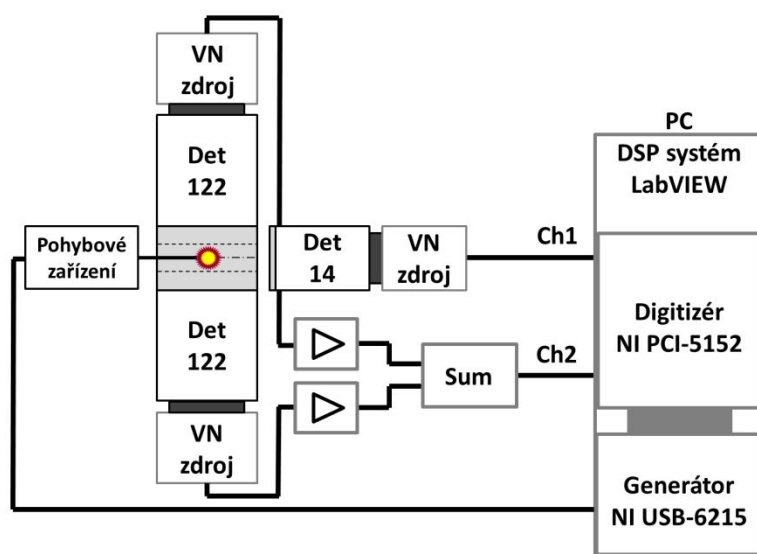 VN
zdroj
Det
122
Pohybové
zařízení
Det
14
VN
zdroj
Det
122
VN
zdroj
Sum
Ch1
Ch2
PC
DSP systém
LabVIEW
Digitizér
NI PCI-5152
Generátor
NI USB-6215